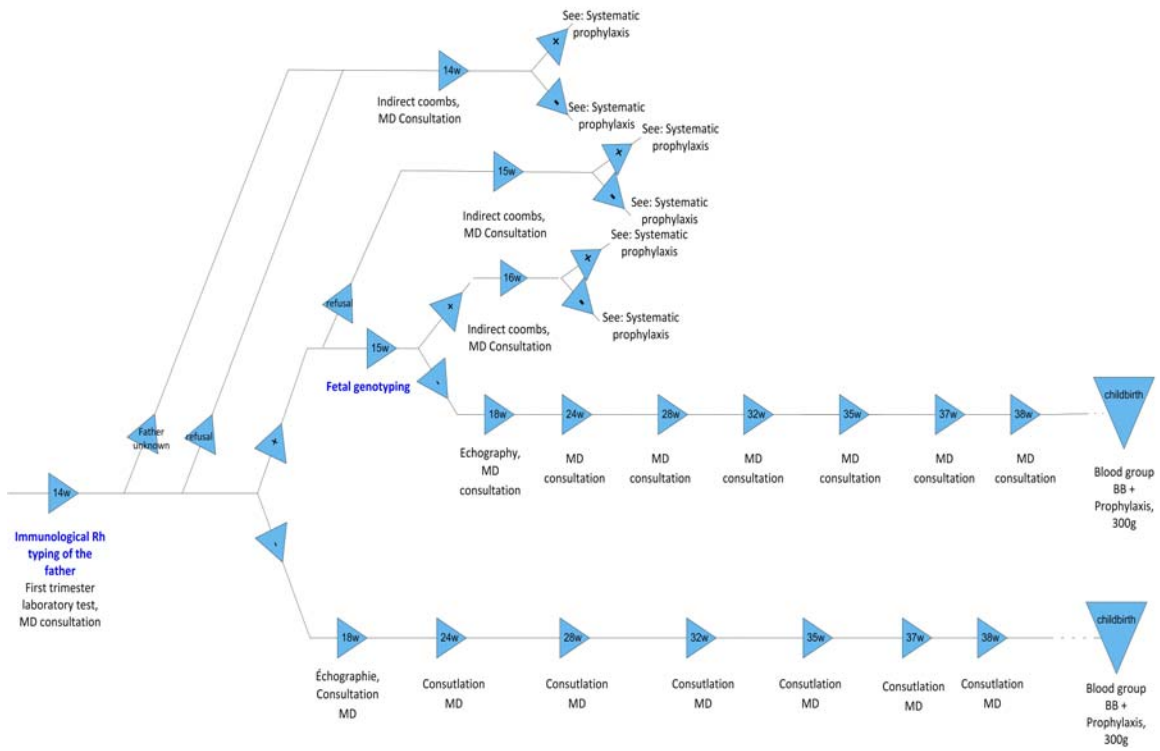 See: Systematic
prophylaxis
+
14w
-
Indirect coombs,
MD Consultation
See: Systematic
prophylaxis
See: Systematic
prophylaxis
+
15w
-
See: Systematic
prophylaxis
Indirect coombs,
MD Consultation
See: Systematic
prophylaxis
+
16w
-
refusal
+
See: Systematic
prophylaxis
Indirect coombs,
MD Consultation
15w
Fetal genotyping
-
18w
24w
28w
32w
35w
37w
38w
childbirth
Echography,
MD
consultation
MD
consultation
MD
consultation
MD
consultation
MD
consultation
MD
consultation
MD
consultation
Blood group
BB +
Prophylaxis,
300g
Father
unknown
refusal
+
14w
Immunological Rh
typing of the
father
First trimester
laboratory test,
MD consultation
-
18w
24w
28w
32w
35w
37w
38w
childbirth
Échographie,
Consultation
MD
Consutlation
MD
Consutlation
MD
Consutlation
MD
Consutlation
MD
Consutlation
MD
Consutlation
MD
Blood group
BB +
Prophylaxis,
300g